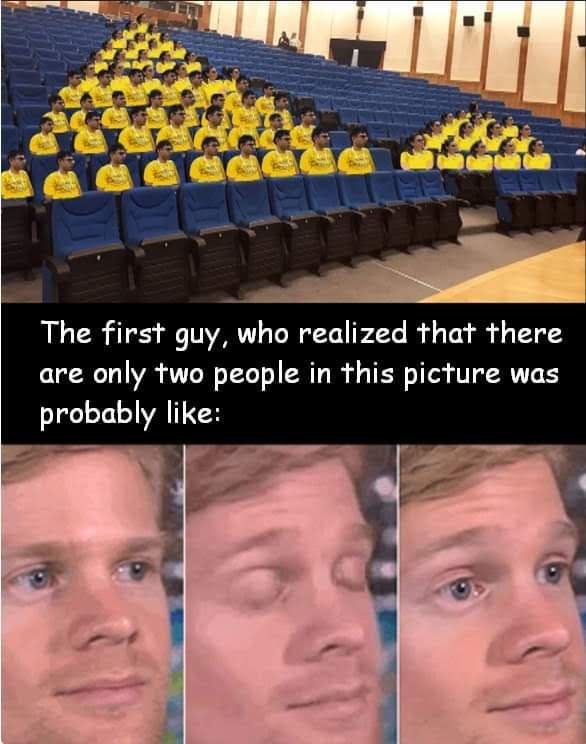 The first guy, who realized that there
are only two people in this picture was
probably like: